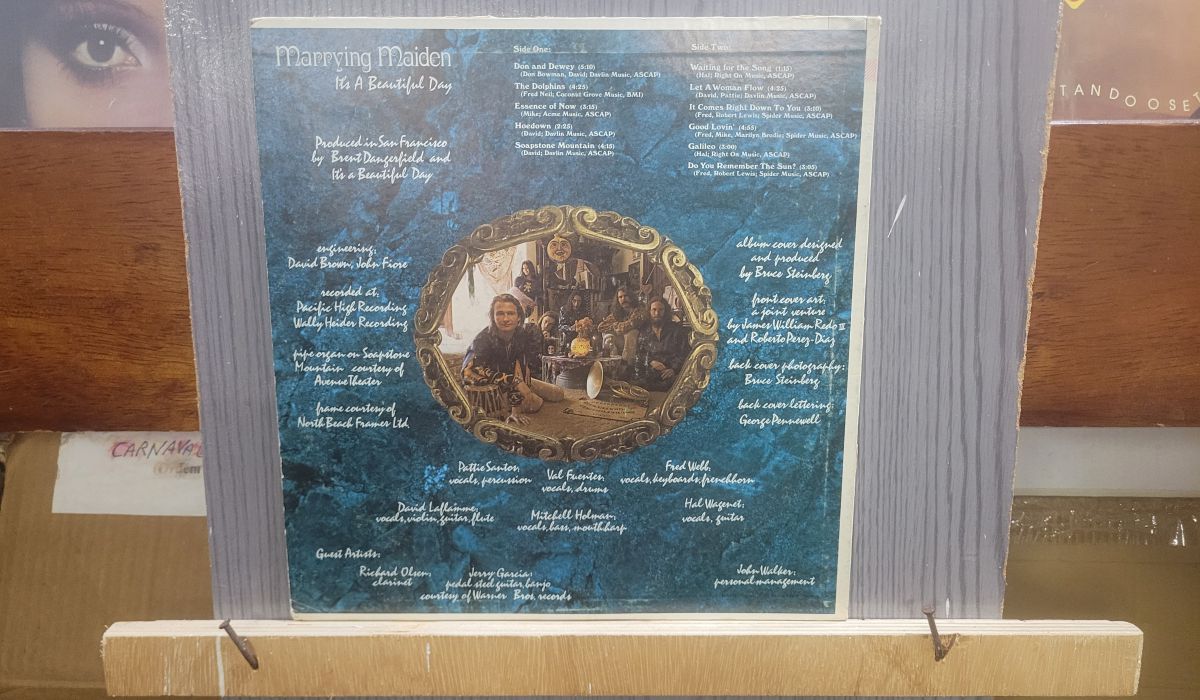 Marrying Maiden
It's A Beautiful Day
Produced in San Francisco
by Brent Dangerfield and
It's a Beautiful Day
Side One:
Don and Dewey (5:10)
(Don Bowman, David; Davlin Music, ASCAP)
The Dolphins (4:25)
(Fred Neil; Coconut Grove Music, BMI)
Essence of Now (3:15)
(Mike; Acme Music, ASCAP)
Hoedown (2:25)
(David; Davlin Music, ASCAP)
Soapstone Mountain (4:15)
(David; Davlin Music, ASCAP)
Side Two:
Waiting for the Song (1:15)
(Hal; Right On Music, ASCAP)
Let A Woman Flow (4:25)
(David, Pattie; Davlin Music, ASCAP)
It Comes Right Down To You (3:10)
(Fred, Robert Lewis; Spider Music, ASCAP)
Good Lovin' (4:55)
(Fred, Mike, Marilyn Brodie; Spider Music, ASCAP)
Galileo (3:00)
(Hal; Right On Music, ASCAP)
Do You Remember The Sun? (3:05)
(Fred, Robert Lewis; Spider Music, ASCAP)
engineering:
David Brown, John Fiore
recorded at:
Pacific High Recording
Wally Heider Recording
pipe organ on Soapstone
Mountain courtesy of
Avenue Theater
frame courtesy of
North Beach Framer Ltd.
album cover designed
and produced
by Bruce Steinberg
front cover art:
a joint venture
by James William Redo III
and Roberto Perez-Diaz
back cover photography:
Bruce Steinberg
back cover lettering:
George Pennewell
Pattie Santos:
vocals, percussion
Val Fuentes:
vocals, drums
Fred Webb:
vocals, keyboards, french horn
David Laflamme:
vocals, violin, guitar, flute
Mitchell Holman:
vocals, bass, mouth harp
Hal Wagenet:
vocals, guitar
Guest Artists:
Richard Olsen:
clarinet
Jerry Garcia:
pedal steel guitar, banjo
courtesy of Warner Bros. records
John Walker:
personal management
TANDO O SET
CARNAVAL